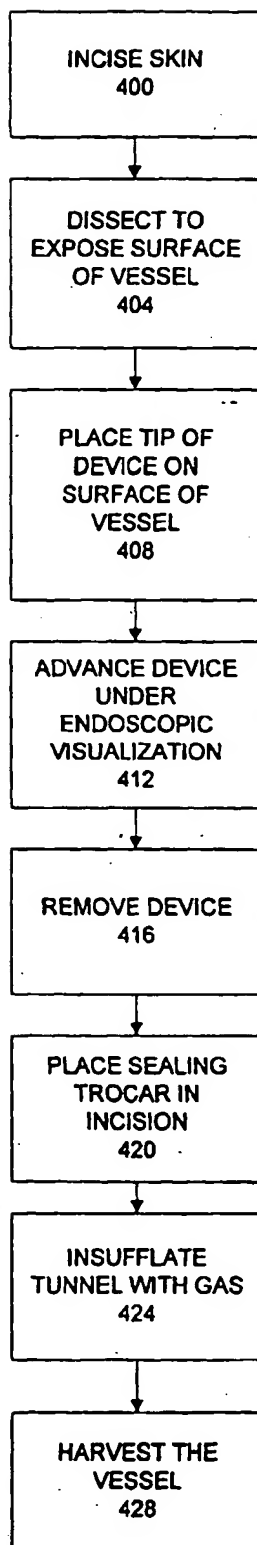 INCISE SKIN
400
DISSECT TO
EXPOSE SURFACE
OF VESSEL
404
PLACE TIP OF
DEVICE ON
SURFACE OF
VESSEL
408
ADVANCE DEVICE
UNDER
ENDOSCOPIC
VISUALIZATION
412
REMOVE DEVICE
416
PLACE SEALING
TROCAR IN
INCISION
420
INSUFFLATE
TUNNEL WITH GAS
424
HARVEST THE
VESSEL
428